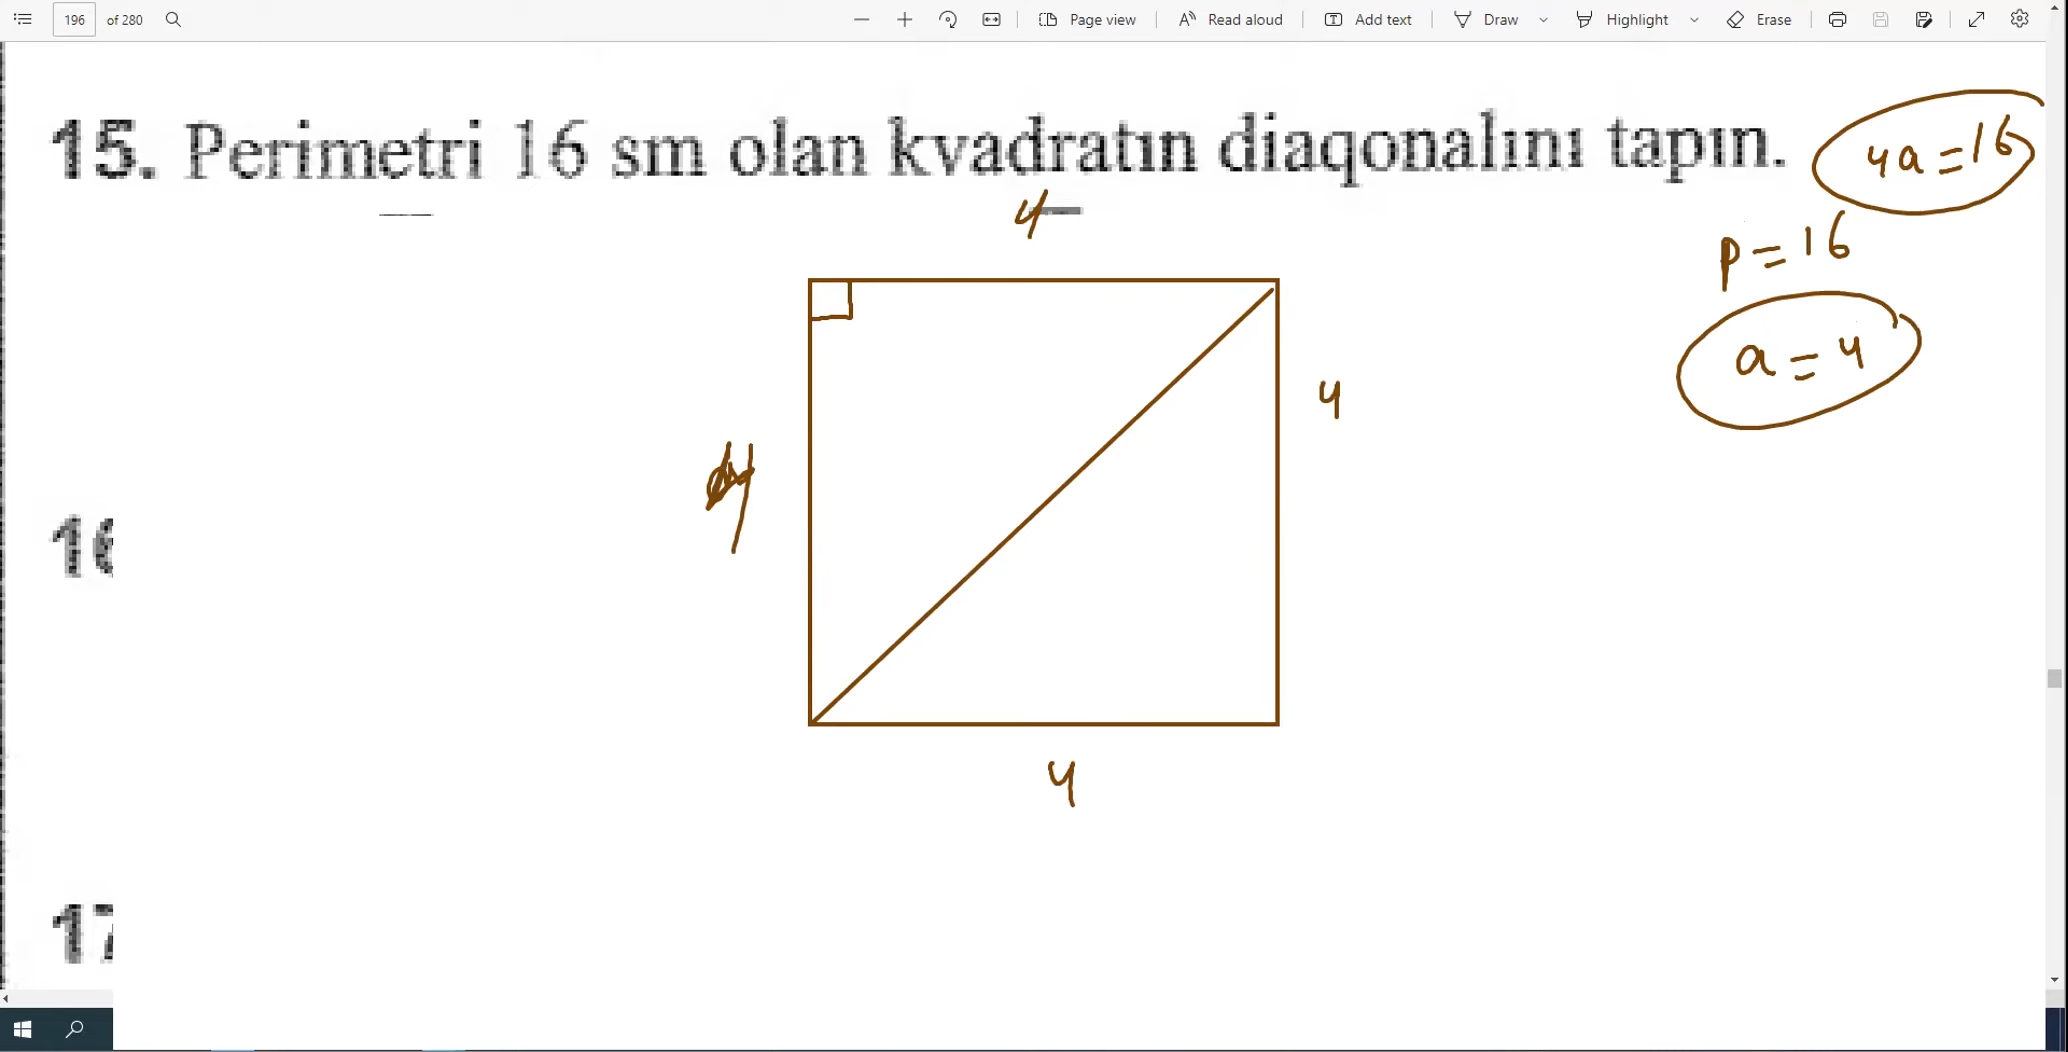 196 of 280 Page view Read aloud Add text Draw Highlight Erase
15. Perimetri 16 sm olan kvadratın diaqonalını tapın.
4a=16
P=16
a=4
4
4
4
4
17